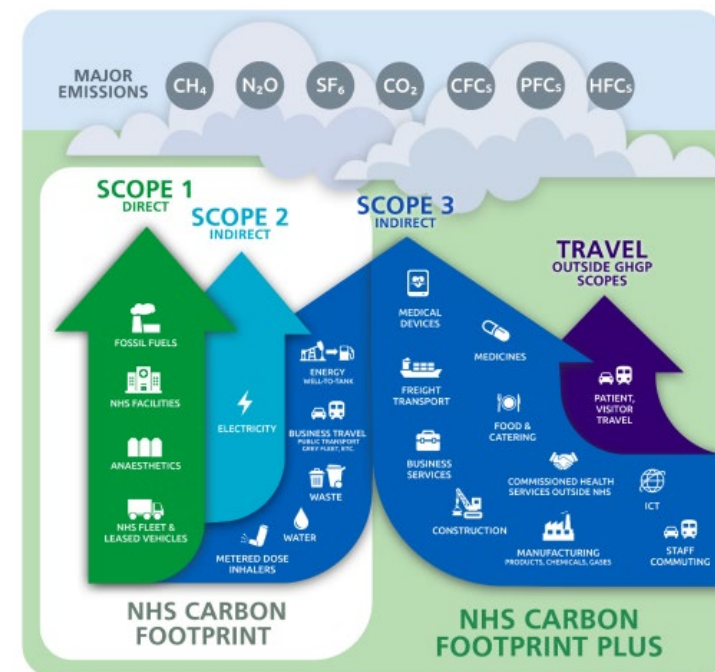 MAJOR
EMISSIONS
CH₄
N₂O
SF₆
CO₂
CFCs
PFCs
HFCs
SCOPE 1
DIRECT
SCOPE 2
INDIRECT
SCOPE 3
INDIRECT
TRAVEL
OUTSIDE GHGP
SCOPES
FOSSIL FUELS
NHS FACILITIES
ANAESTHETICS
NHS FLEET &
LEASED VEHICLES
ELECTRICITY
ENERGY
WELL-TO-TANK
BUSINESS TRAVEL
PUBLIC TRANSPORT
GREY FLEET, ETC.
WASTE
WATER
METERED DOSE
INHALERS
MEDICAL
DEVICES
MEDICINES
FREIGHT
TRANSPORT
FOOD &
CATERING
BUSINESS
SERVICES
COMMISSIONED HEALTH
SERVICES OUTSIDE NHS
CONSTRUCTION
MANUFACTURING
PRODUCTS, CHEMICALS, GASES
ICT
STAFF
COMMUTING
PATIENT,
VISITOR
TRAVEL
NHS CARBON
FOOTPRINT
NHS CARBON
FOOTPRINT PLUS